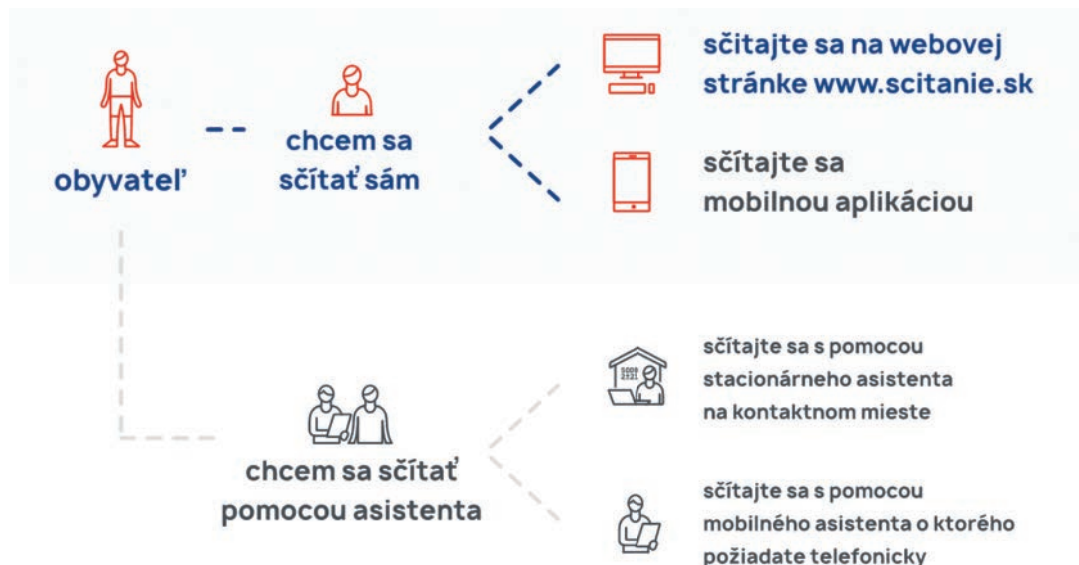 obyvateľ
chcem sa
sčítať sám
sčitajte sa na webovej
stránke www.scitanie.sk
sčítajte sa
mobilnou aplikáciou
chcem sa sčítať
pomocou asistenta
sčítajte sa s pomocou
stacionárneho asistenta
na kontaktnom mieste
sčítajte sa s pomocou
mobilného asistenta o ktorého
požiadate telefonicky